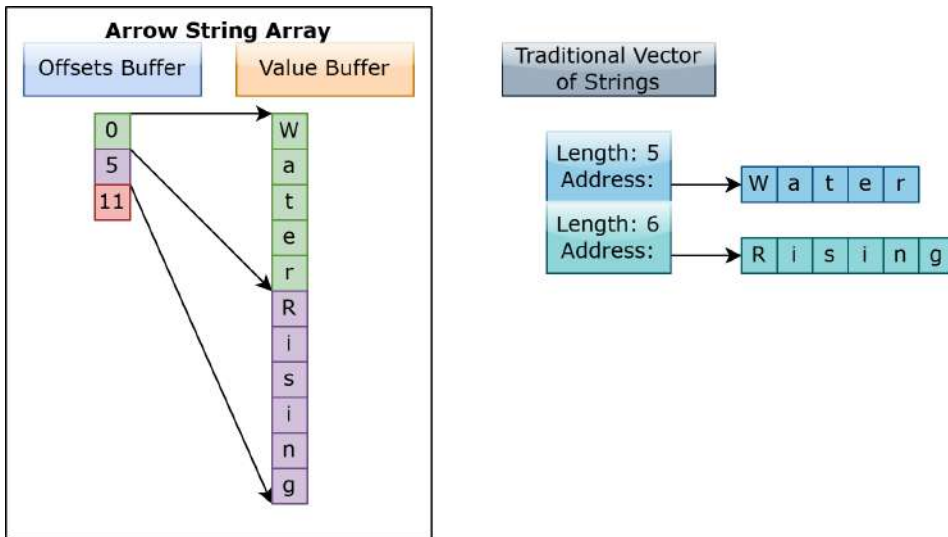 Arrow String Array
Offsets Buffer
Value Buffer
0
5
11
W
a
t
e
r
R
i
s
i
n
g
Traditional Vector
of Strings
Length: 5
Address:
W a t e r
Length: 6
Address:
R i s i n g